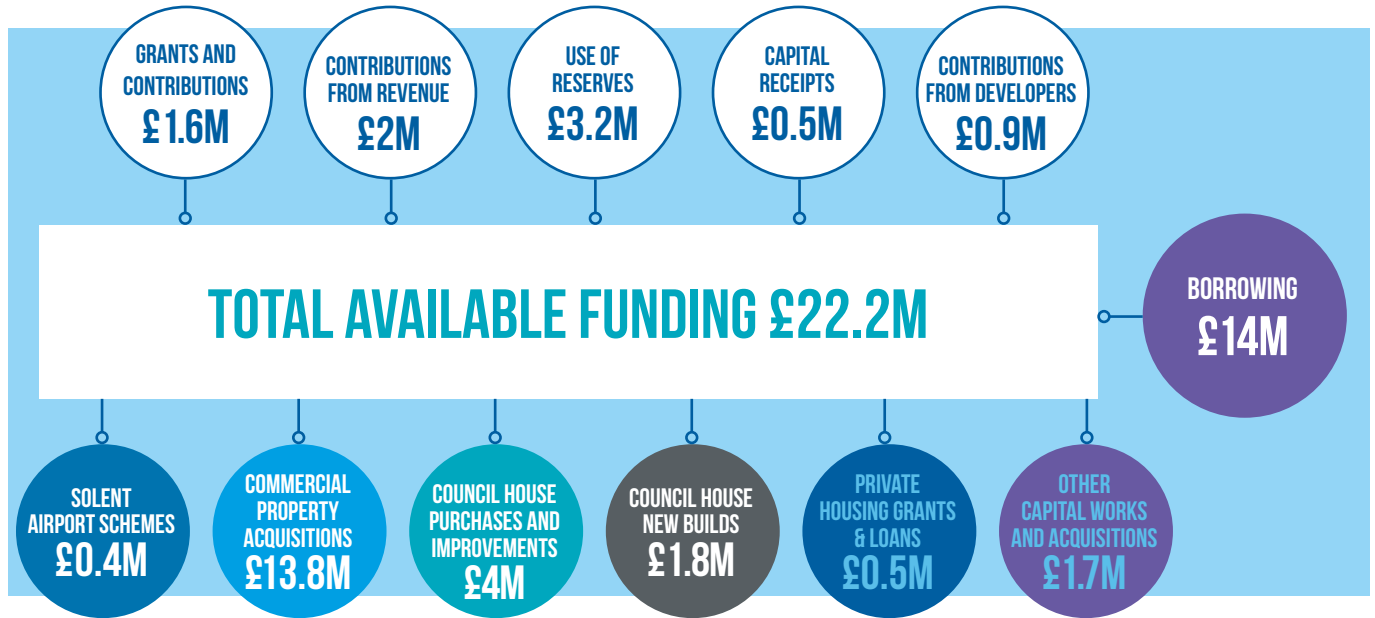 GRANTS AND
CONTRIBUTIONS
£1.6M
CONTRIBUTIONS
FROM REVENUE
£2M
USE OF
RESERVES
£3.2M
CAPITAL
RECEIPTS
£0.5M
CONTRIBUTIONS
FROM DEVELOPERS
£0.9M
TOTAL AVAILABLE FUNDING £22.2M
BORROWING
£14M
SOLENT
AIRPORT SCHEMES
£0.4M
COMMERCIAL
PROPERTY
ACQUISITIONS
£13.8M
COUNCIL HOUSE
PURCHASES AND
IMPROVEMENTS
£4M
COUNCIL HOUSE
NEW BUILDS
£1.8M
PRIVATE
HOUSING GRANTS
& LOANS
£0.5M
OTHER
CAPITAL WORKS
AND ACQUISITIONS
£1.7M